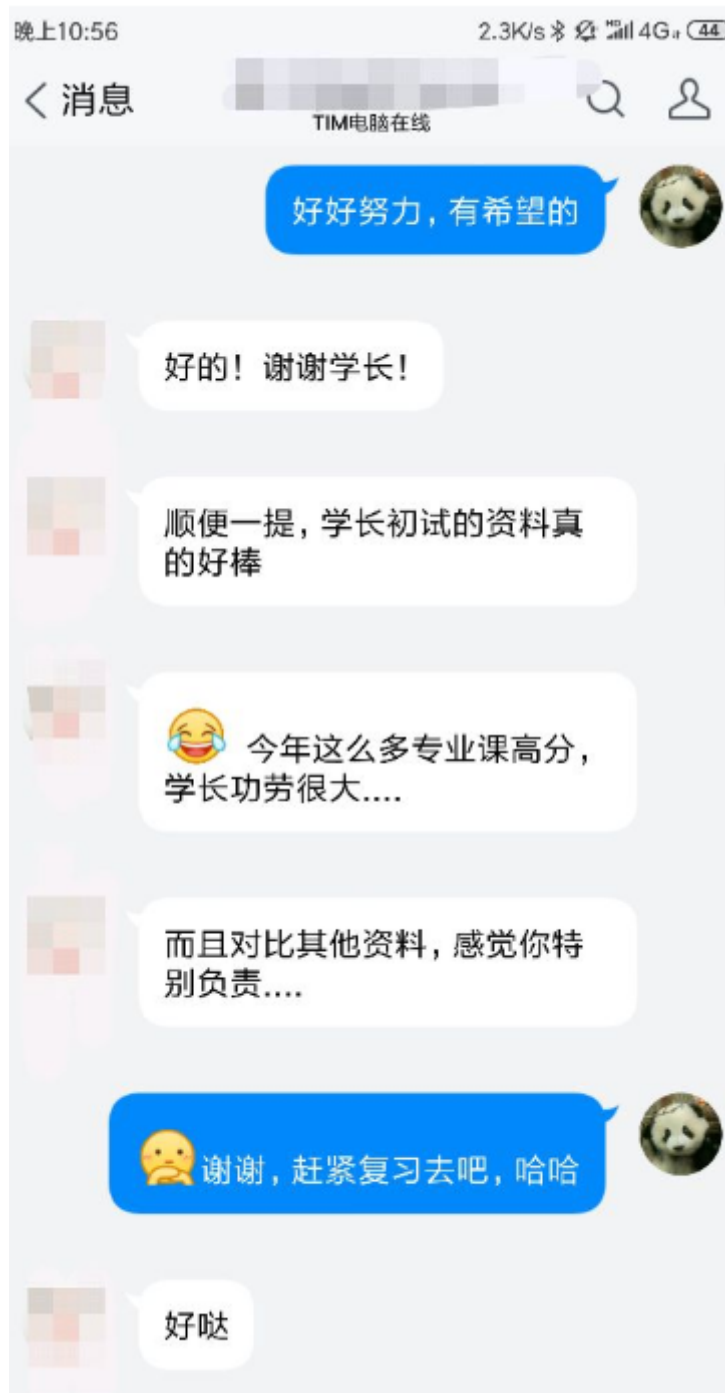 晚上10:56
2.3K/s
HD
4G
44
消息
TIM电脑在线
好好努力，有希望的
好的！谢谢学长！
顺便一提，学长初试的资料真
的好棒
今年这么多专业课高分，
学长功劳很大....
而且对比其他资料，感觉你特
别负责....
谢谢，赶紧复习去吧，哈哈
好哒